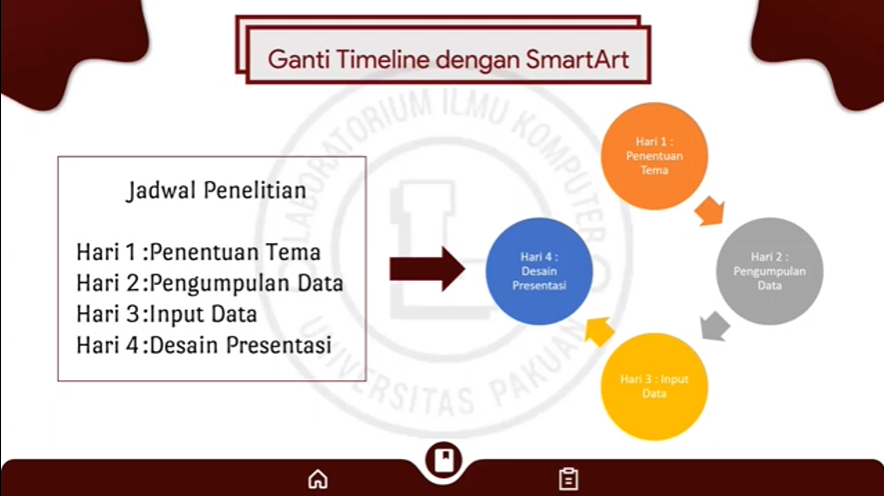 Ganti Timeline dengan SmartArt
Jadwal Penelitian
Hari 1 :Penentuan Tema
Hari 2 :Pengumpulan Data
Hari 3 :Input Data
Hari 4 :Desain Presentasi
Hari 1 :
Penentuan
Tema
Hari 2 :
Pengumpulan
Data
Hari 3 : Input
Data
Hari 4 :
Desain
Presentasi
LABORATORIUM ILMU KOMPUTER
UNIVERSITAS PAKUAN